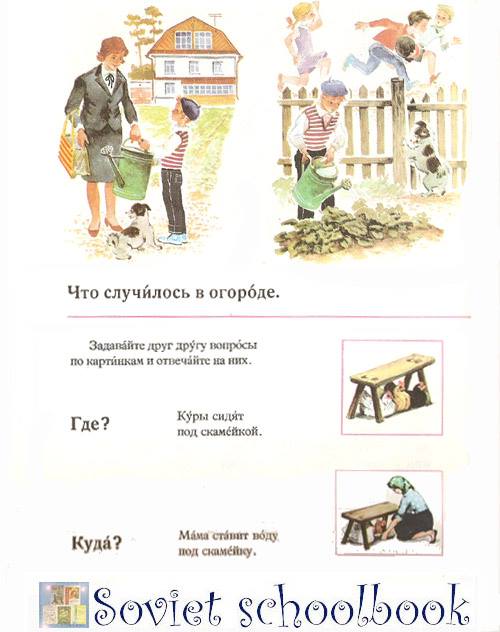 Что случи́лось в огоро́де.
Задава́йте друг дру́гу вопро́сы
по карти́нкам и отвеча́йте на них.
Где?
Ку́ры сидя́т
под скаме́йкой.
Куда́?
Ма́ма ста́вит во́ду
под скаме́йку.
Soviet schoolbook